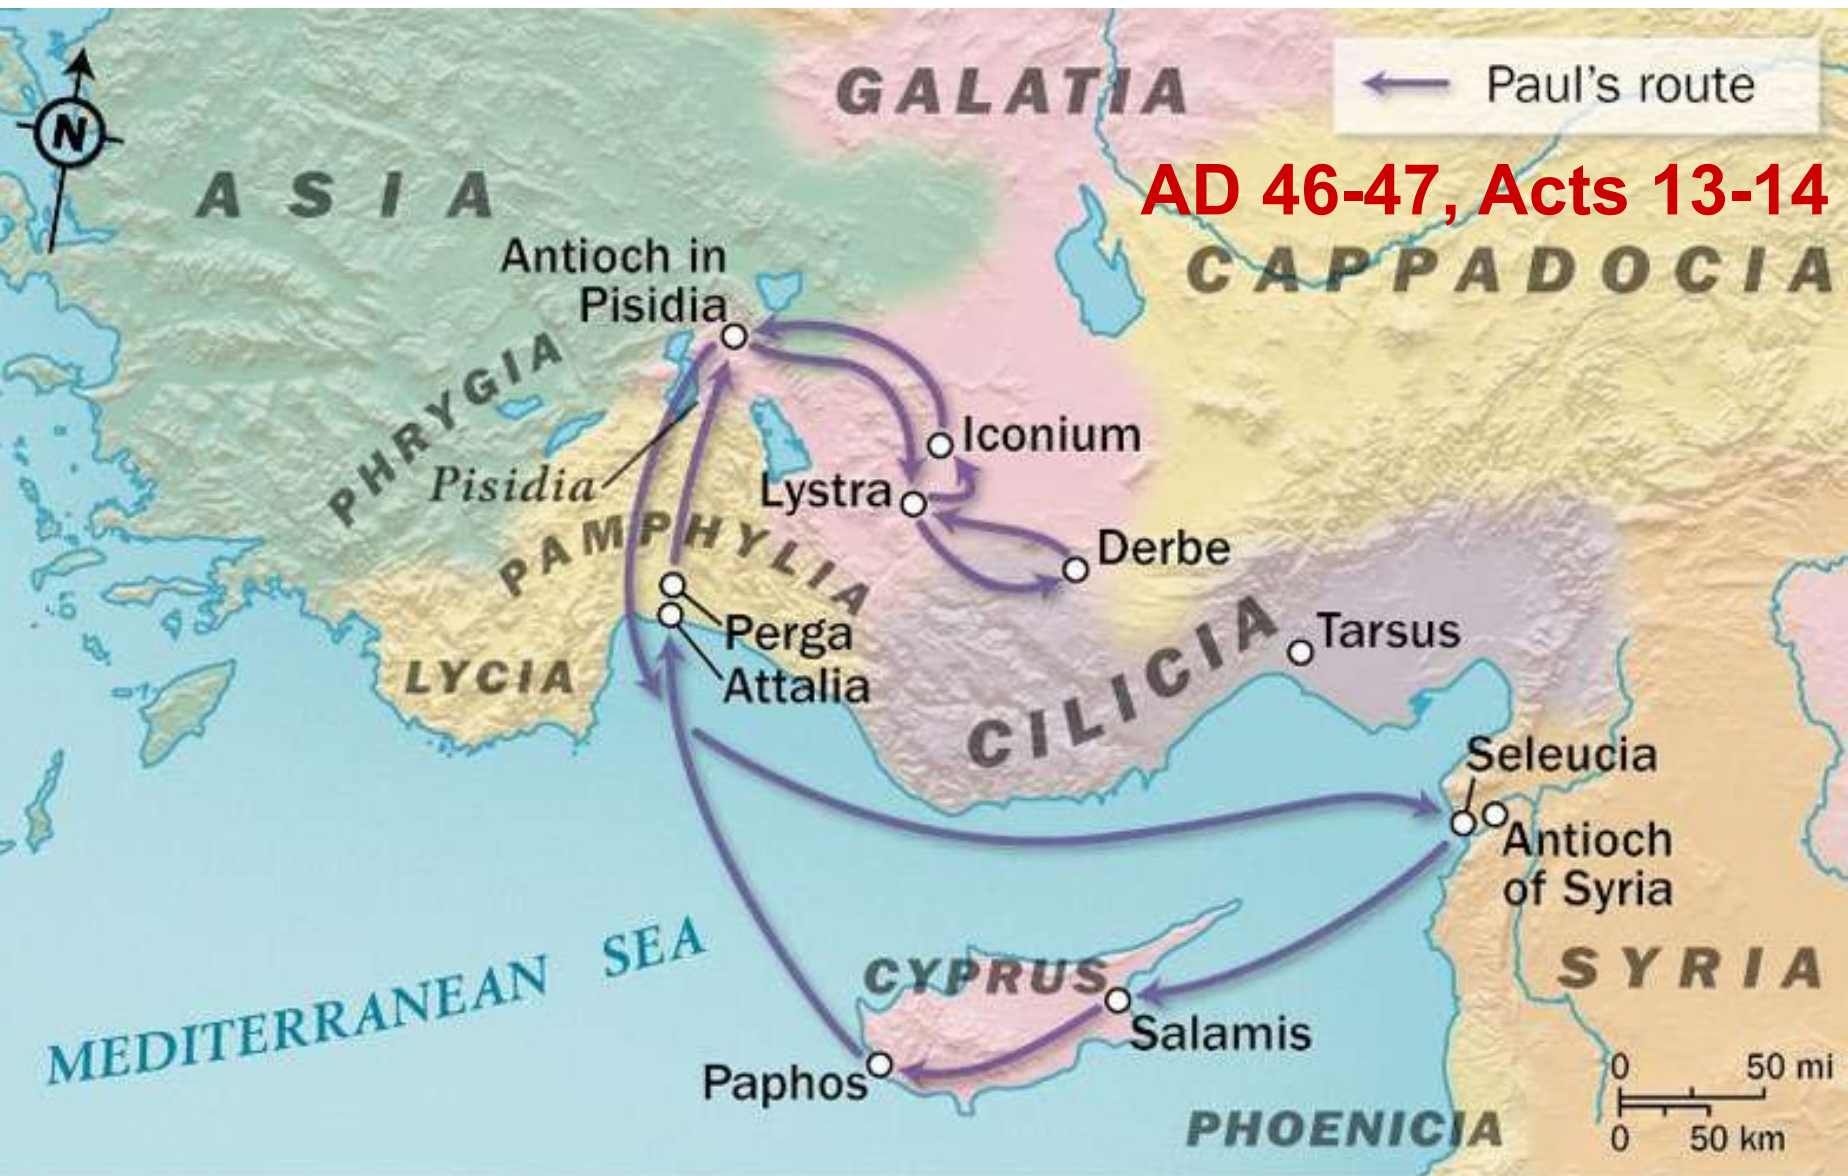 GALATIA
Paul's route
N
AD 46-47, Acts 13-14
ASIA
CAPPADOCIA
Antioch in
Pisidia
PHRYGIA
Iconium
Pisidia
Lystra
PAMPHYLIA
Derbe
Perga
Tarsus
LYCIA
Attalia
CILICIA
Seleucia
Antioch
of Syria
MEDITERRANEAN SEA
CYPRUS
SYRIA
Salamis
Paphos
0 50 mi
PHOENICIA
0 50 km